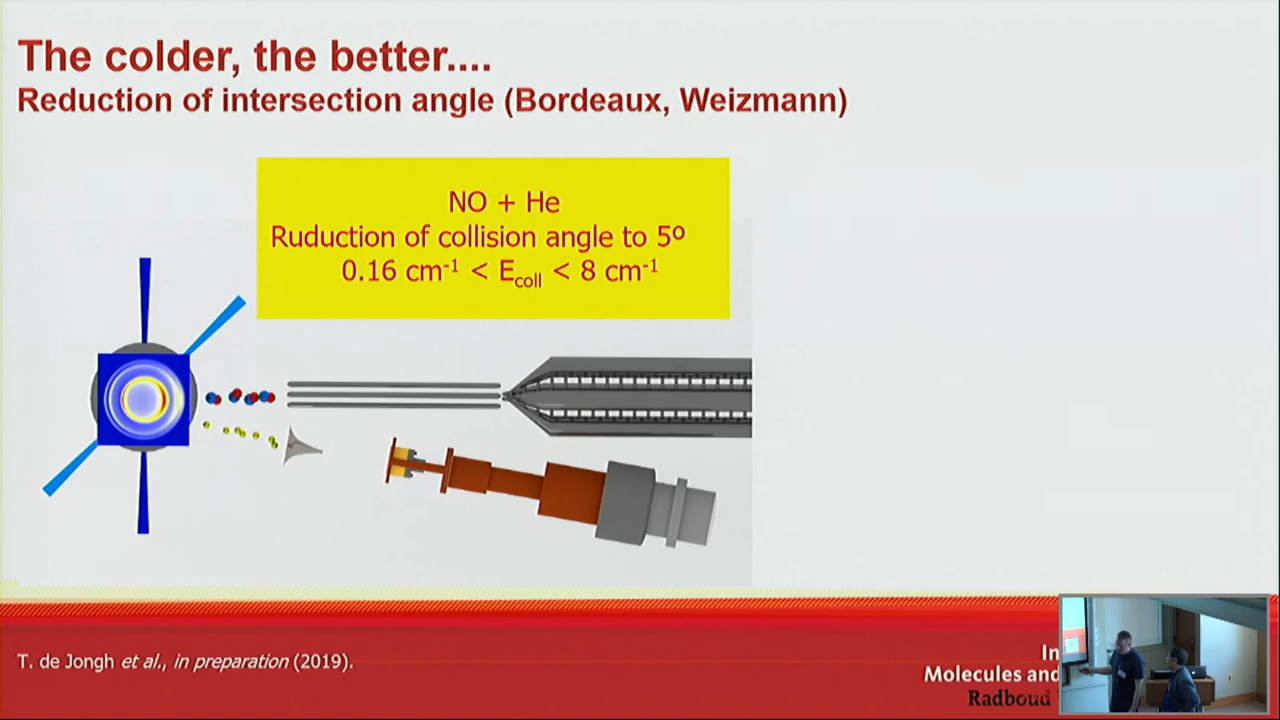 The colder, the better....
Reduction of intersection angle (Bordeaux, Weizmann)
NO + He
Ruduction of collision angle to 5º
0.16 cm⁻¹ < E_coll < 8 cm⁻¹
T. de Jongh et al., in preparation (2019).
In
Molecules and
Radboud